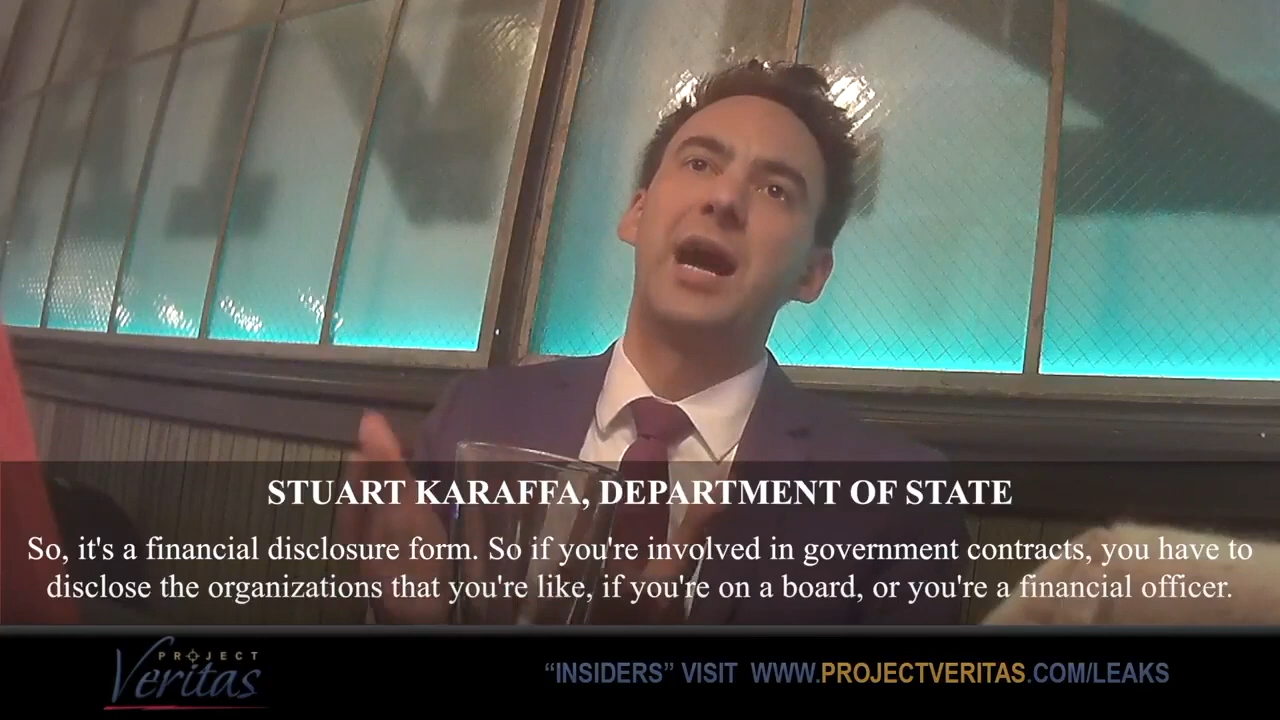 STUART KARAFFA, DEPARTMENT OF STATE
So, it's a financial disclosure form. So if you're involved in government contracts, you have to
disclose the organizations that you're like, if you're on a board, or you're a financial officer.
PROJECT
Veritas
“INSIDERS” VISIT WWW.PROJECTVERITAS.COM/LEAKS